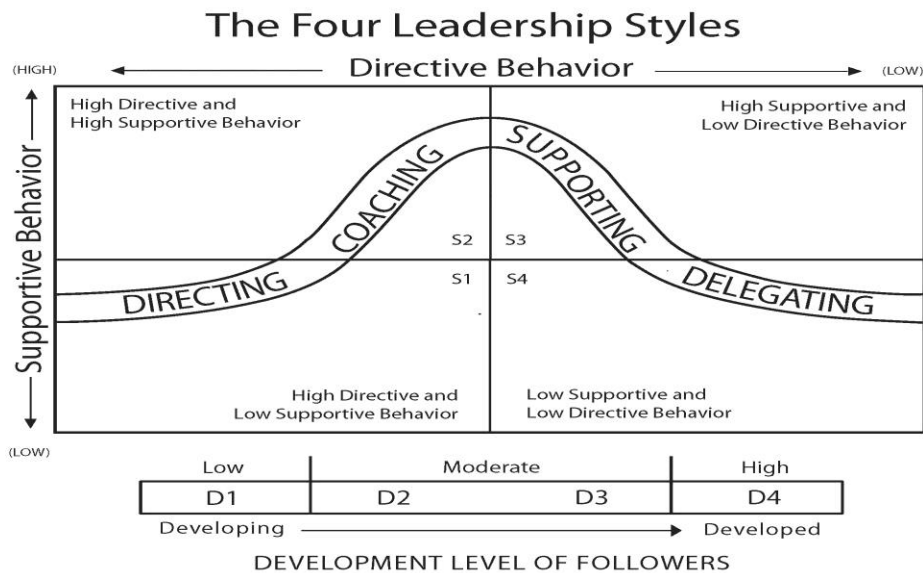 The Four Leadership Styles
(HIGH)
Directive Behavior
(LOW)
Supportive Behavior
High Directive and
High Supportive Behavior
High Supportive and
Low Directive Behavior
COACHING
SUPPORTING
S2
S3
DIRECTING
S1
S4
DELEGATING
High Directive and
Low Supportive Behavior
Low Supportive and
Low Directive Behavior
(LOW)
Low
Moderate
High
D1
D2
D3
D4
Developing
Developed
DEVELOPMENT LEVEL OF FOLLOWERS